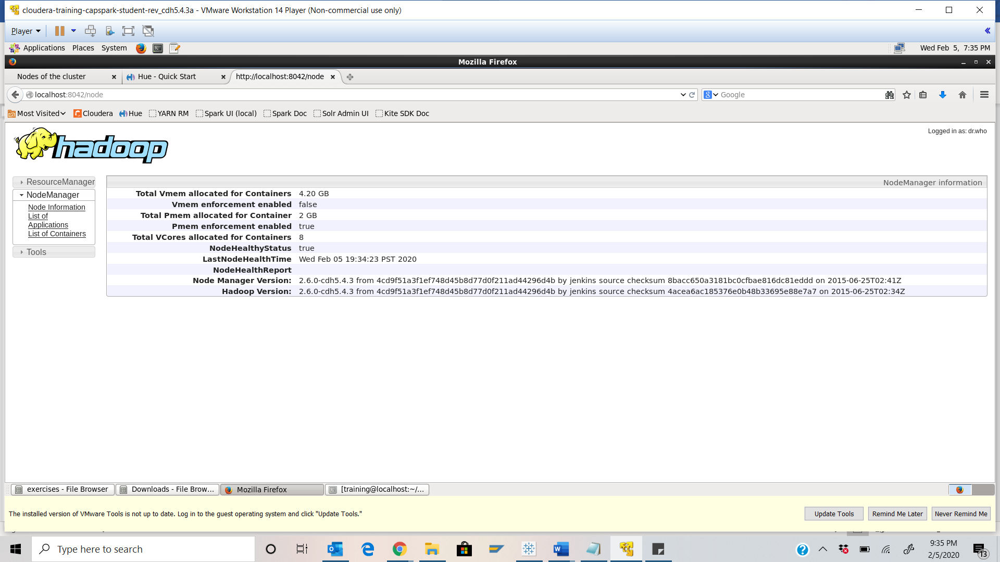 cloudera-training-capspark-student-rev_cdh5.4.3a - VMware Workstation 14 Player (Non-commercial use only)
Player
Applications Places System Wed Feb 5, 7:35 PM
Mozilla Firefox
Nodes of the cluster Hue - Quick Start http://localhost:8042/node
localhost:8042/node Google
Most Visited Cloudera Hue YARN RM Spark UI (local) Spark Doc Solr Admin UI Kite SDK Doc
Logged in as: dr.who
hadoop
ResourceManager
NodeManager
Node Information
List of
Applications
List of Containers
Tools
NodeManager information
Total Vmem allocated for Containers 4.20 GB
Vmem enforcement enabled false
Total Pmem allocated for Container 2 GB
Pmem enforcement enabled true
Total VCores allocated for Containers 8
NodeHealthyStatus true
LastNodeHealthTime Wed Feb 05 19:34:23 PST 2020
NodeHealthReport
Node Manager Version: 2.6.0-cdh5.4.3 from 4cd9f51a3f1ef748d45b8d77d0f211ad44296d4b by jenkins source checksum 8bacc650a3181bc0cfbae816dc81eddd on 2015-06-25T02:41Z
Hadoop Version: 2.6.0-cdh5.4.3 from 4cd9f51a3f1ef748d45b8d77d0f211ad44296d4b by jenkins source checksum 4acea6ac185376e0b48b33695e88e7a7 on 2015-06-25T02:34Z
exercises - File Browser Downloads - File Brow... Mozilla Firefox [training@localhost:~/...
The installed version of VMware Tools is not up to date. Log in to the guest operating system and click "Update Tools." Update Tools Remind Me Later Never Remind Me
Type here to search
9:35 PM
2/5/2020
13